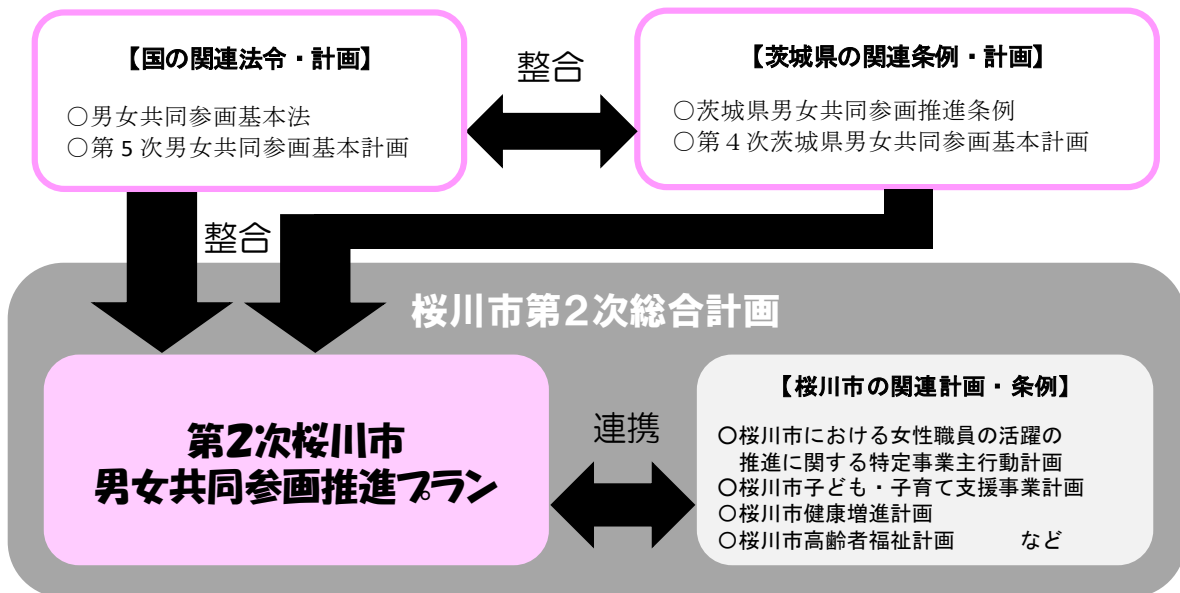 【国の関連法令・計画】
○男女共同参画基本法
○第5次男女共同参画基本計画
整合
【茨城県の関連条例・計画】
○茨城県男女共同参画推進条例
○第４次茨城県男女共同参画基本計画
整合
桜川市第2次総合計画
第2次桜川市
男女共同参画推進プラン
連携
【桜川市の関連計画・条例】
○桜川市における女性職員の活躍の
推進に関する特定事業主行動計画
○桜川市子ども・子育て支援事業計画
○桜川市健康増進計画
○桜川市高齢者福祉計画　　　など